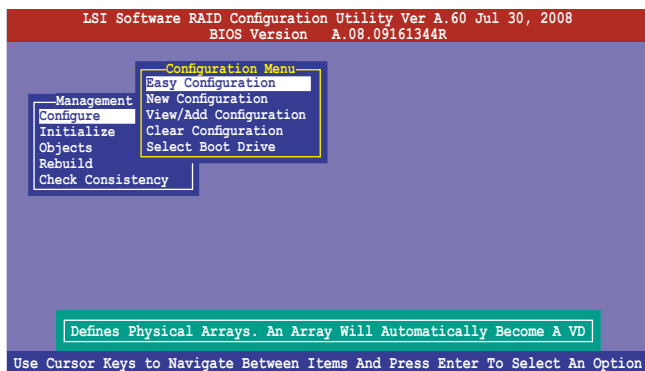 LSI Software RAID Configuration Utility Ver A.60 Jul 30, 2008
BIOS Version A.08.09161344R
Configuration Menu
Easy Configuration
New Configuration
View/Add Configuration
Clear Configuration
Select Boot Drive
Management
Configure
Initialize
Objects
Rebuild
Check Consistency
Defines Physical Arrays. An Array Will Automatically Become A VD
Use Cursor Keys to Navigate Between Items And Press Enter To Select An Option